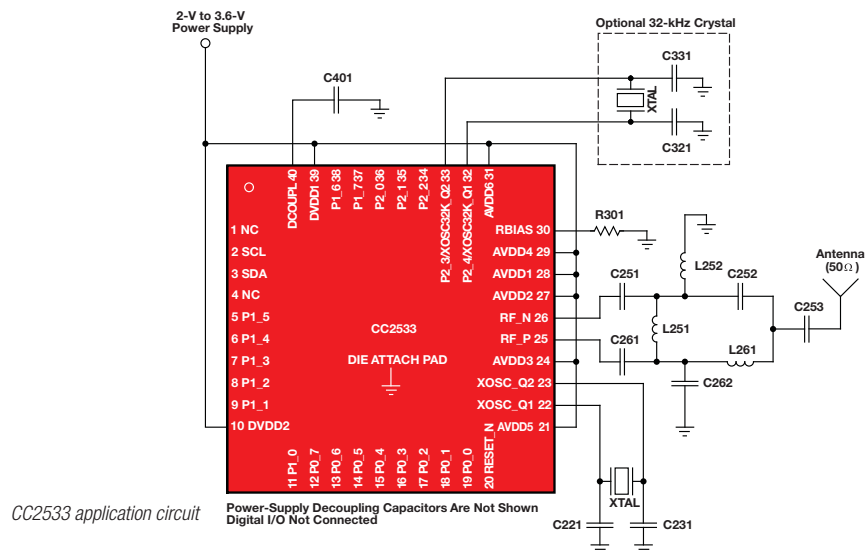 2-V to 3.6-V
Power Supply
Optional 32-kHz Crystal
C331
XTAL
C321
C401
DCOUPL 40
DVDD1 39
P1_6 38
P1_7 37
P2_0 36
P2_1 35
P2_2 34
P2_3/XOSC32K_Q2 33
P2_4/XOSC32K_Q1 32
AVDD6 31
1 NC
2 SCL
3 SDA
4 NC
5 P1_5
6 P1_4
7 P1_3
8 P1_2
9 P1_1
10 DVDD2
CC2533
DIE ATTACH PAD
RBIAS 30
AVDD4 29
AVDD1 28
AVDD2 27
RF_N 26
RF_P 25
AVDD3 24
XOSC_Q2 23
XOSC_Q1 22
AVDD5 21
11 P1_0
12 P0_7
13 P0_6
14 P0_5
15 P0_4
16 P0_3
17 P0_2
18 P0_1
19 P0_0
20 RESET_N
R301
C251
L252
C252
Antenna
(50Ω)
C253
L251
C261
L261
C262
XTAL
C221
C231
CC2533 application circuit
Power-Supply Decoupling Capacitors Are Not Shown
Digital I/O Not Connected